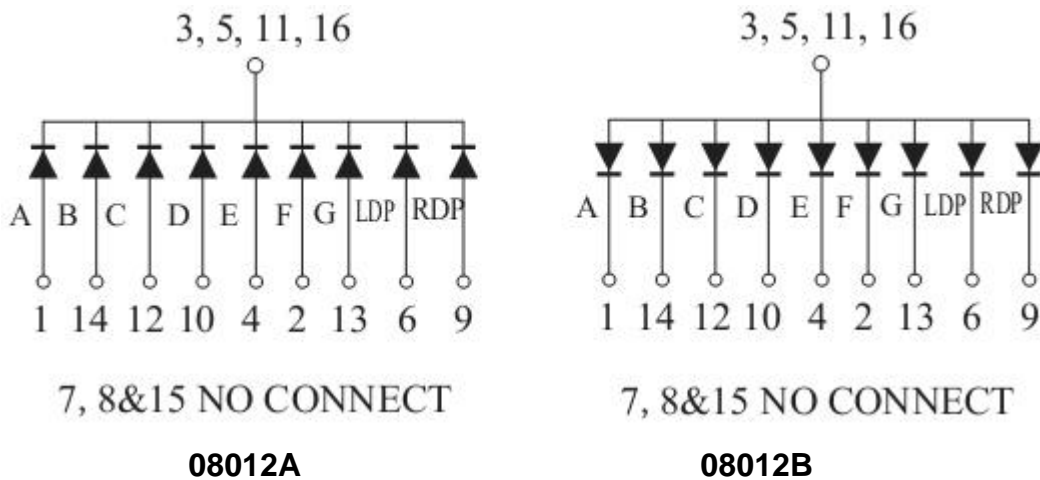 3, 5, 11, 16
A B C D E F G LDP RDP
1 14 12 10 4 2 13 6 9
7, 8&15 NO CONNECT
08012A
3, 5, 11, 16
A B C D E F G LDP RDP
1 14 12 10 4 2 13 6 9
7, 8&15 NO CONNECT
08012B